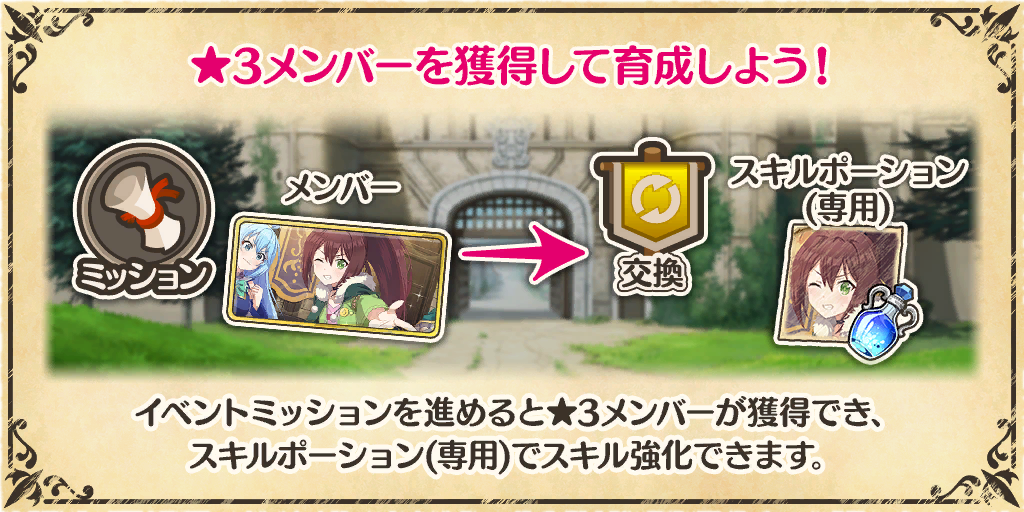 ★3メンバーを獲得して育成しよう!
ミッション
メンバー
交換
スキルポーション
(専用)
イベントミッションを進めると★3メンバーが獲得でき、
スキルポーション(専用)でスキル強化できます。